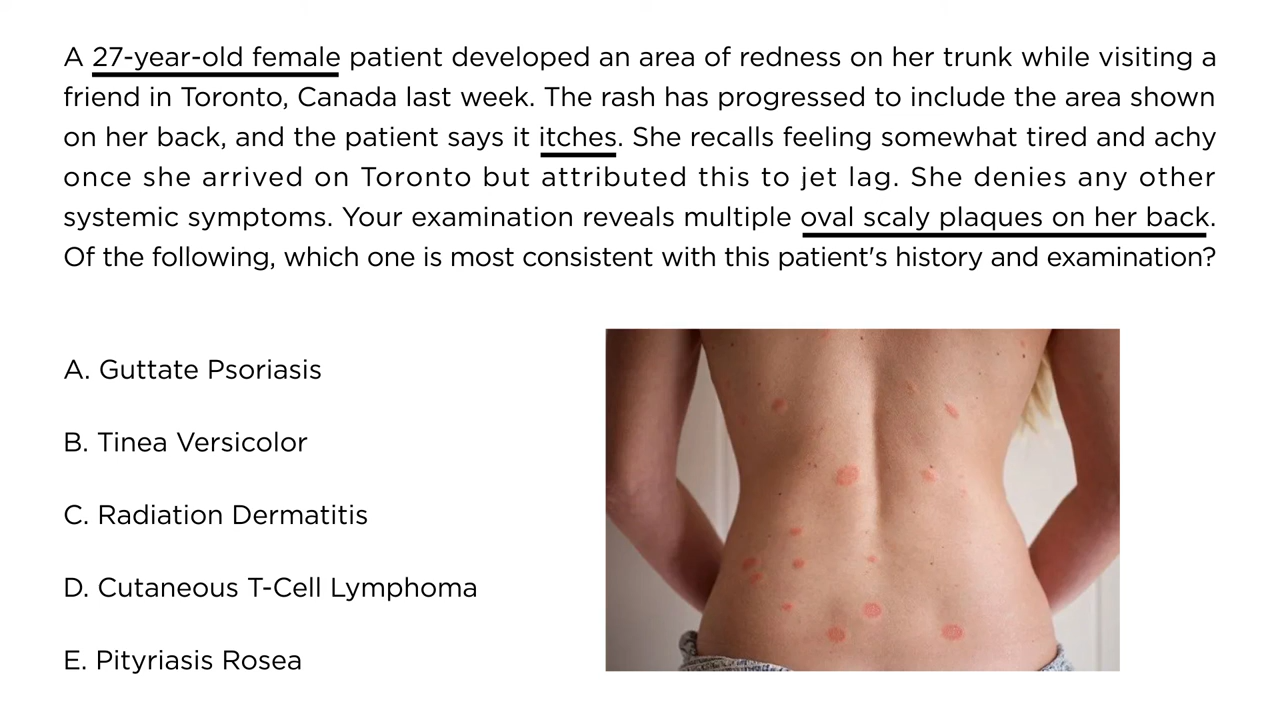 A 27-year-old female patient developed an area of redness on her trunk while visiting a
friend in Toronto, Canada last week. The rash has progressed to include the area shown
on her back, and the patient says it itches. She recalls feeling somewhat tired and achy
once she arrived on Toronto but attributed this to jet lag. She denies any other
systemic symptoms. Your examination reveals multiple oval scaly plaques on her back.
Of the following, which one is most consistent with this patient's history and examination?
A. Guttate Psoriasis
B. Tinea Versicolor
C. Radiation Dermatitis
D. Cutaneous T-Cell Lymphoma
E. Pityriasis Rosea